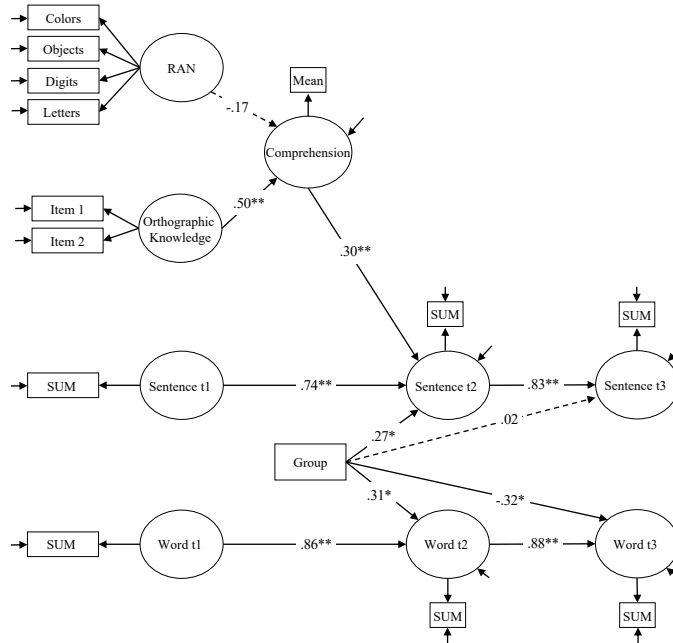 Colors
Objects
Digits
Letters
RAN
Mean
-.17
Comprehension
Item 1
Item 2
Orthographic
Knowledge
.50**
.30**
SUM
SUM
SUM
Sentence t1
.74**
Sentence t2
.83**
Sentence t3
.27*
.02
Group
.31*
-.32*
SUM
Word t1
.86**
Word t2
.88**
Word t3
SUM
SUM